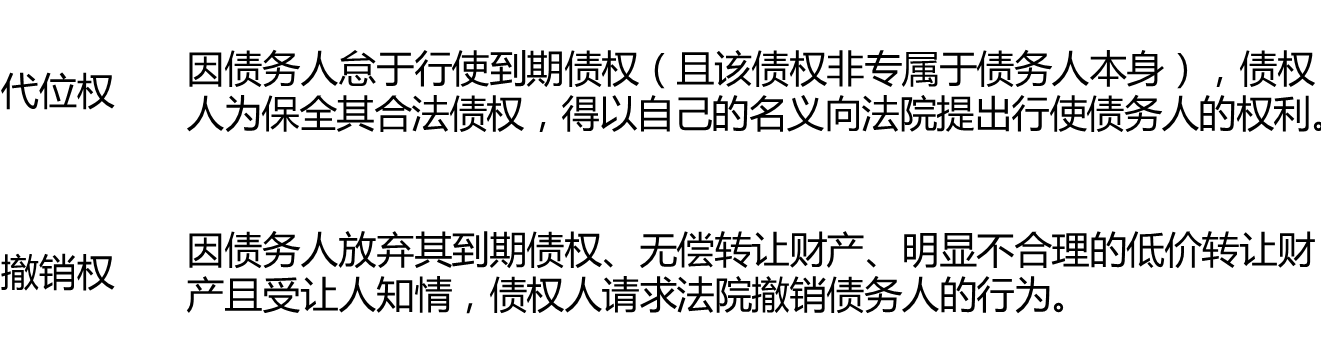 代位权
因债务人怠于行使到期债权（且该债权非专属于债务人本身），债权
人为保全其合法债权，得以自己的名义向法院提出行使债务人的权利。
撤销权
因债务人放弃其到期债权、无偿转让财产、明显不合理的低价转让财
产且受让人知情，债权人请求法院撤销债务人的行为。